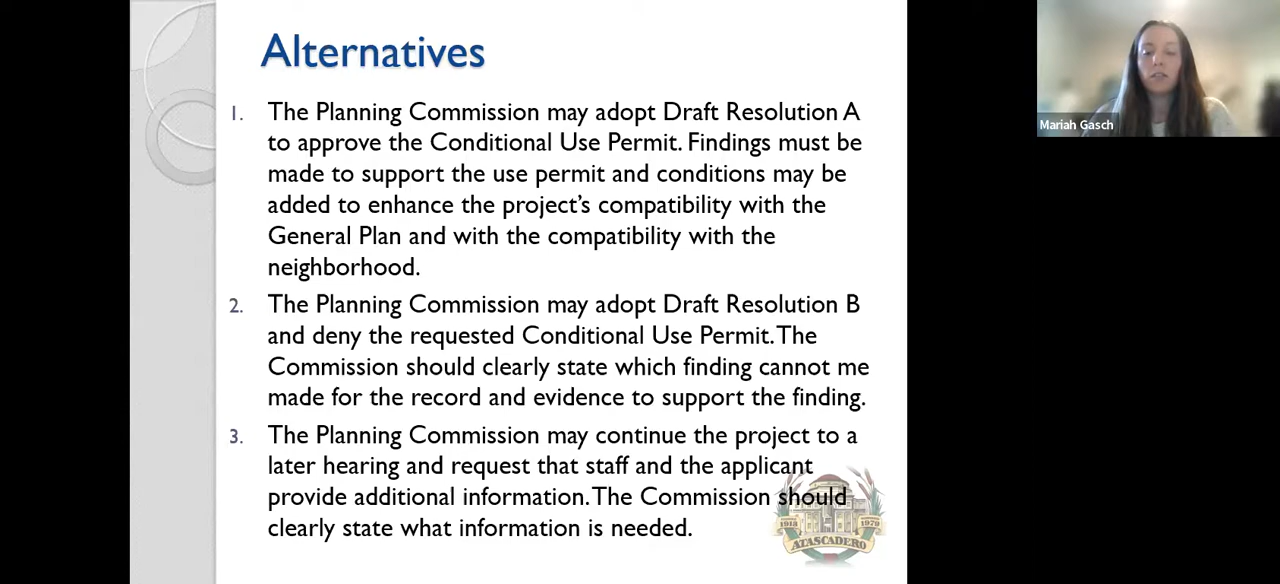 Alternatives
1. The Planning Commission may adopt Draft Resolution A
to approve the Conditional Use Permit. Findings must be
made to support the use permit and conditions may be
added to enhance the project's compatibility with the
General Plan and with the compatibility with the
neighborhood.
2. The Planning Commission may adopt Draft Resolution B
and deny the requested Conditional Use Permit. The
Commission should clearly state which finding cannot me
made for the record and evidence to support the finding.
3. The Planning Commission may continue the project to a
later hearing and request that staff and the applicant
provide additional information. The Commission should
clearly state what information is needed.
1913
1979
ATASCADERO
Mariah Gasch